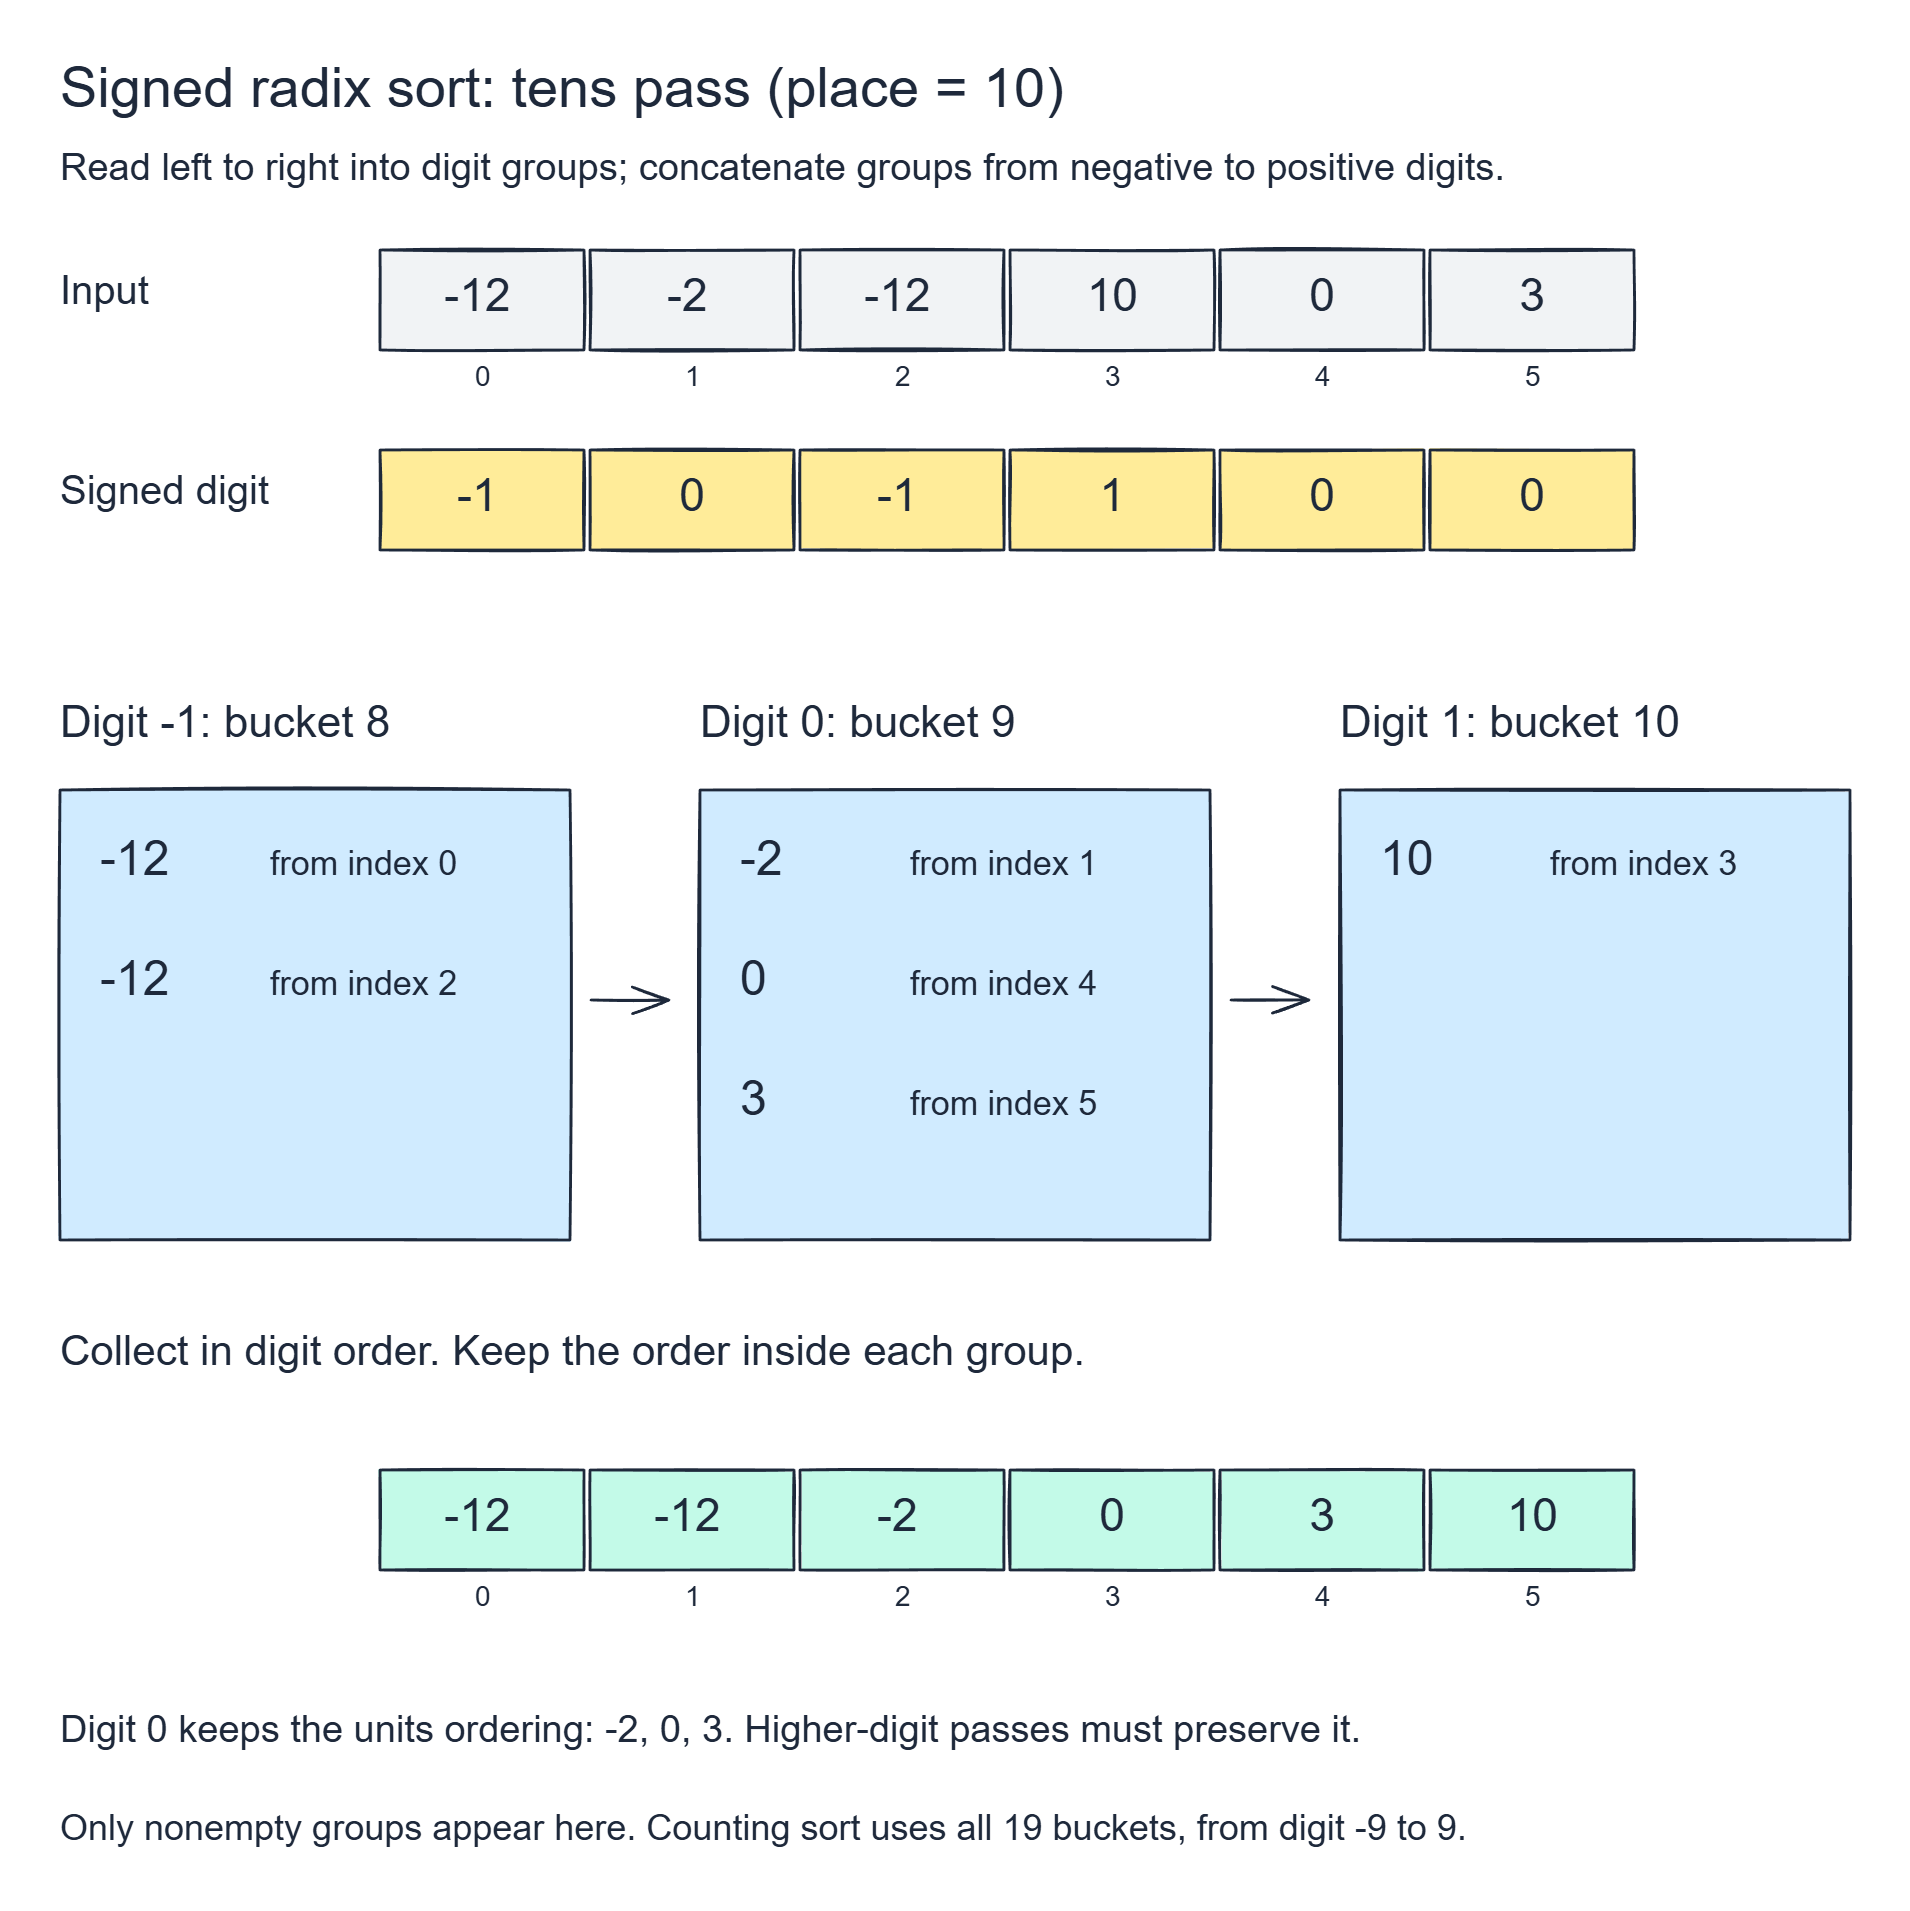 Signed radix sort: tens pass (place = 10)
Read left to right into digit groups; concatenate groups from negative to positive digits.
Input -12 -2 -12 10 0 3
0 1 2 3 4 5
Signed digit -1 0 -1 1 0 0
Digit -1: bucket 8 Digit 0: bucket 9 Digit 1: bucket 10
-12 from index 0 -2 from index 1 10 from index 3
-12 from index 2 0 from index 4
3 from index 5
Collect in digit order. Keep the order inside each group.
-12 -12 -2 0 3 10
0 1 2 3 4 5
Digit 0 keeps the units ordering: -2, 0, 3. Higher-digit passes must preserve it.
Only nonempty groups appear here. Counting sort uses all 19 buckets, from digit -9 to 9.